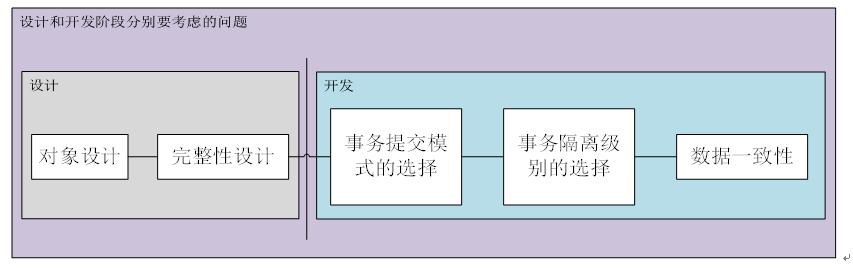 设计和开发阶段分别要考虑的问题
设计
开发
对象设计
完整性设计
事务提交模
式的选择
事务隔离级
别的选择
数据一致性